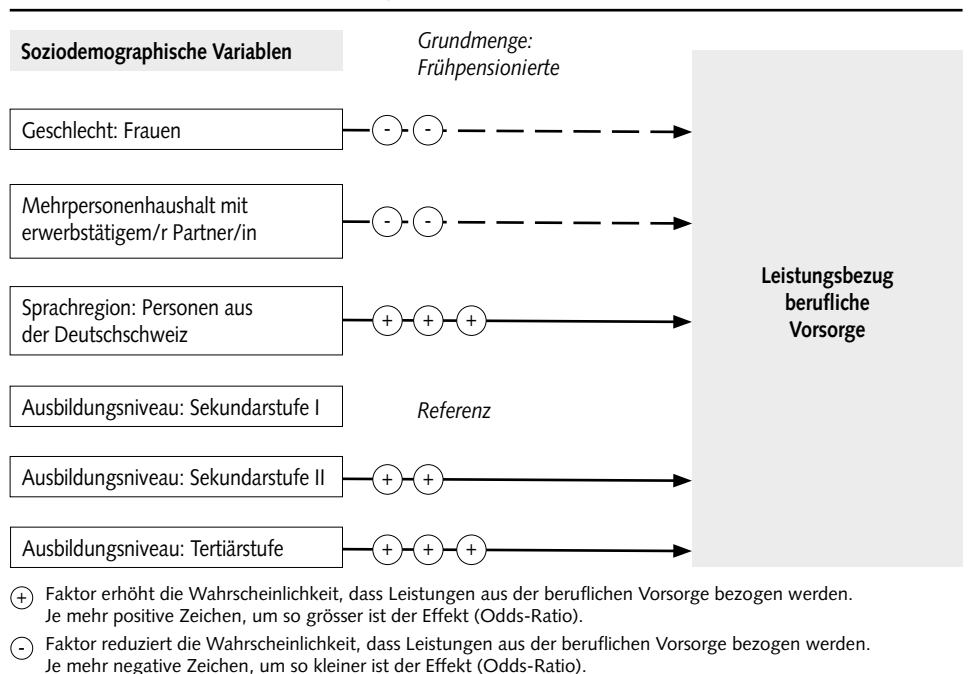 Soziodemographische Variablen
Grundmenge:
Frühpensionierte
Geschlecht: Frauen
- -
Mehrpersonenhaushalt mit
erwerbstätigem/r Partner/in
- -
Sprachregion: Personen aus
der Deutschschweiz
+ + +
Ausbildungsniveau: Sekundarstufe I
Referenz
Ausbildungsniveau: Sekundarstufe II
+ +
Ausbildungsniveau: Tertiärstufe
+ + +
Leistungsbezug
berufliche
Vorsorge
+ Faktor erhöht die Wahrscheinlichkeit, dass Leistungen aus der beruflichen Vorsorge bezogen werden.
Je mehr positive Zeichen, um so grösser ist der Effekt (Odds-Ratio).
- Faktor reduziert die Wahrscheinlichkeit, dass Leistungen aus der beruflichen Vorsorge bezogen werden.
Je mehr negative Zeichen, um so kleiner ist der Effekt (Odds-Ratio).